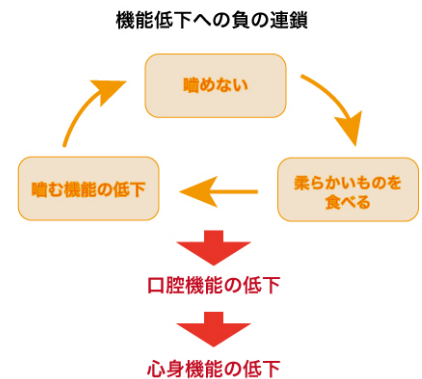 機能低下への負の連鎖
嚙めない
柔らかいものを
食べる
嚙む機能の低下
口腔機能の低下
心身機能の低下